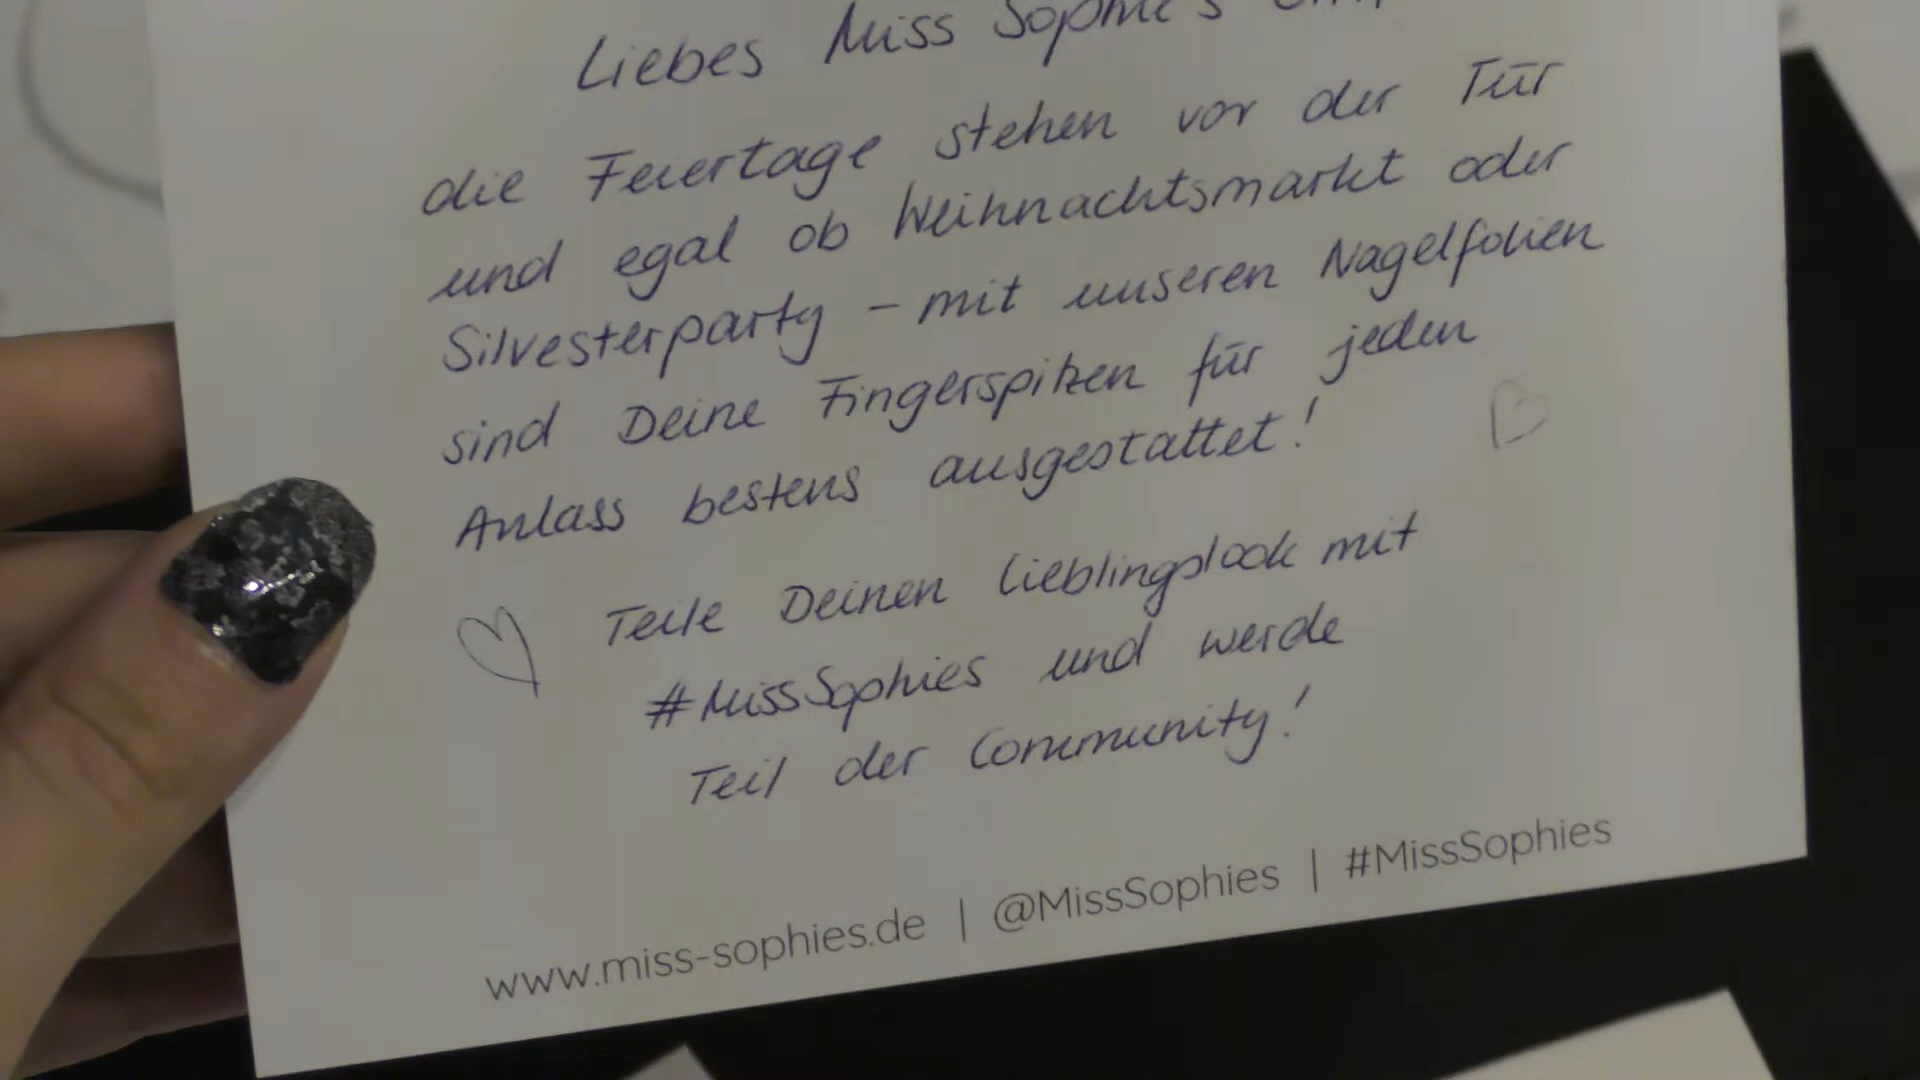 Liebes Miss Sophie's
die Feiertage stehen vor der Tür
und egal ob Weihnachtsmarkt oder
Silvesterparty – mit unseren Nagelfolien
sind Deine Fingerspitzen für jeden
Anlass bestens ausgestattet!
Teile Deinen Lieblingslook mit
#MissSophies und werde
Teil der Community!
www.miss-sophies.de | @MissSophies | #MissSophies